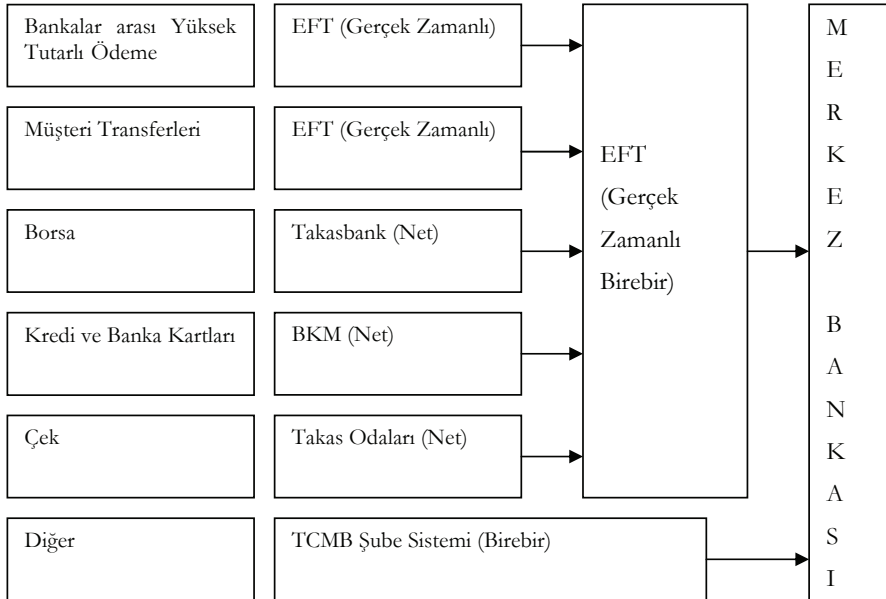 Bankalar arası Yüksek
Tutarlı Ödeme
EFT (Gerçek Zamanlı)
Müşteri Transferleri
EFT (Gerçek Zamanlı)
Borsa
Takasbank (Net)
Kredi ve Banka Kartları
BKM (Net)
Çek
Takas Odaları (Net)
Diğer
TCMB Şube Sistemi (Birebir)
EFT
(Gerçek
Zamanlı
Birebir)
M
E
R
K
E
Z
B
A
N
K
A
S
I